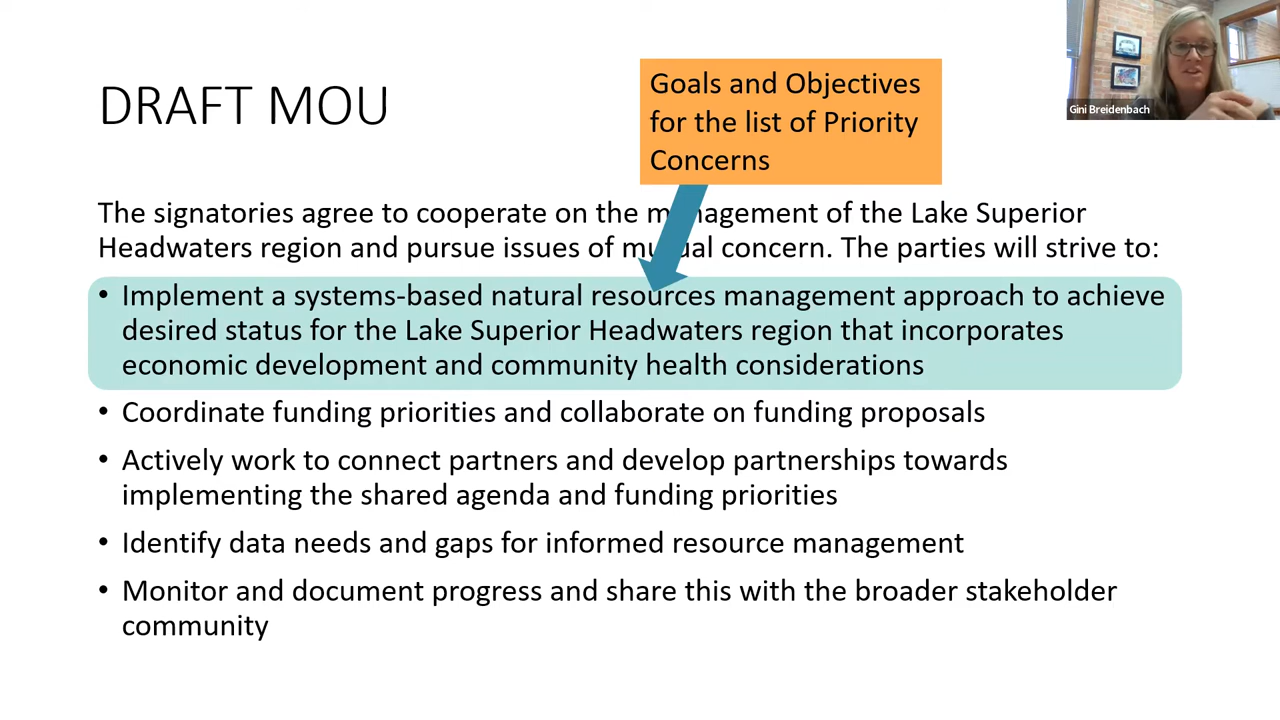 DRAFT MOU
Goals and Objectives
for the list of Priority
Concerns
Gini Breidenbach
The signatories agree to cooperate on the management of the Lake Superior
Headwaters region and pursue issues of mutual concern. The parties will strive to:
• Implement a systems-based natural resources management approach to achieve
desired status for the Lake Superior Headwaters region that incorporates
economic development and community health considerations
• Coordinate funding priorities and collaborate on funding proposals
• Actively work to connect partners and develop partnerships towards
implementing the shared agenda and funding priorities
• Identify data needs and gaps for informed resource management
• Monitor and document progress and share this with the broader stakeholder
community